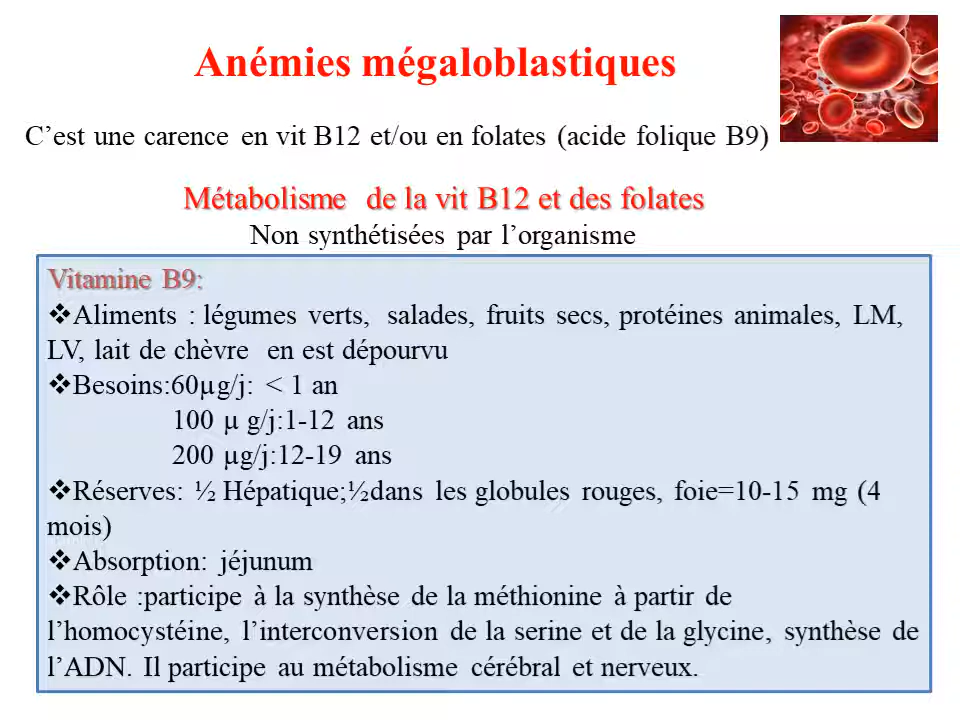 Anémies mégaloblastiques
C’est une carence en vit B12 et/ou en folates (acide folique B9)
Métabolisme de la vit B12 et des folates
Non synthétisées par l’organisme
Vitamine B9:
❖Aliments : légumes verts, salades, fruits secs, protéines animales, LM,
LV, lait de chèvre en est dépourvu
❖Besoins:60µg/j: < 1 an
100 µ g/j:1-12 ans
200 µg/j:12-19 ans
❖Réserves: ½ Hépatique;½dans les globules rouges, foie=10-15 mg (4
mois)
❖Absorption: jéjunum
❖Rôle :participe à la synthèse de la méthionine à partir de
l’homocystéine, l’interconversion de la serine et de la glycine, synthèse de
l’ADN. Il participe au métabolisme cérébral et nerveux.